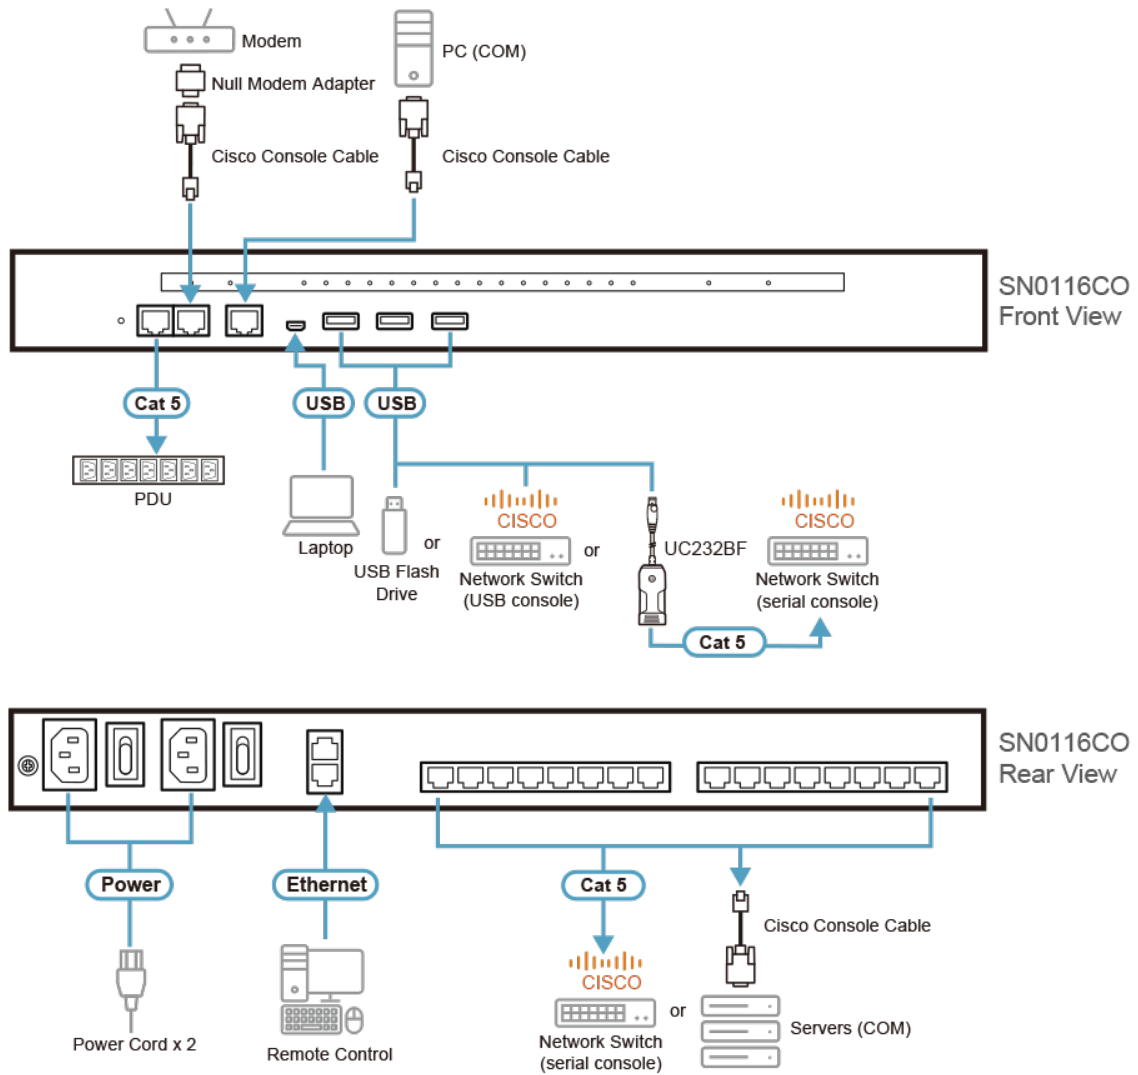 Modem
PC (COM)
Null Modem Adapter
Cisco Console Cable
Cisco Console Cable
SN0116CO
Front View
Cat 5
USB
USB
PDU
CISCO
CISCO
Laptop
or
or
UC232BF
USB Flash
Drive
Network Switch
(USB console)
Network Switch
(serial console)
Cat 5
SN0116CO
Rear View
Power
Ethernet
Cat 5
Cisco Console Cable
CISCO
or
Servers (COM)
Power Cord x 2
Remote Control
Network Switch
(serial console)